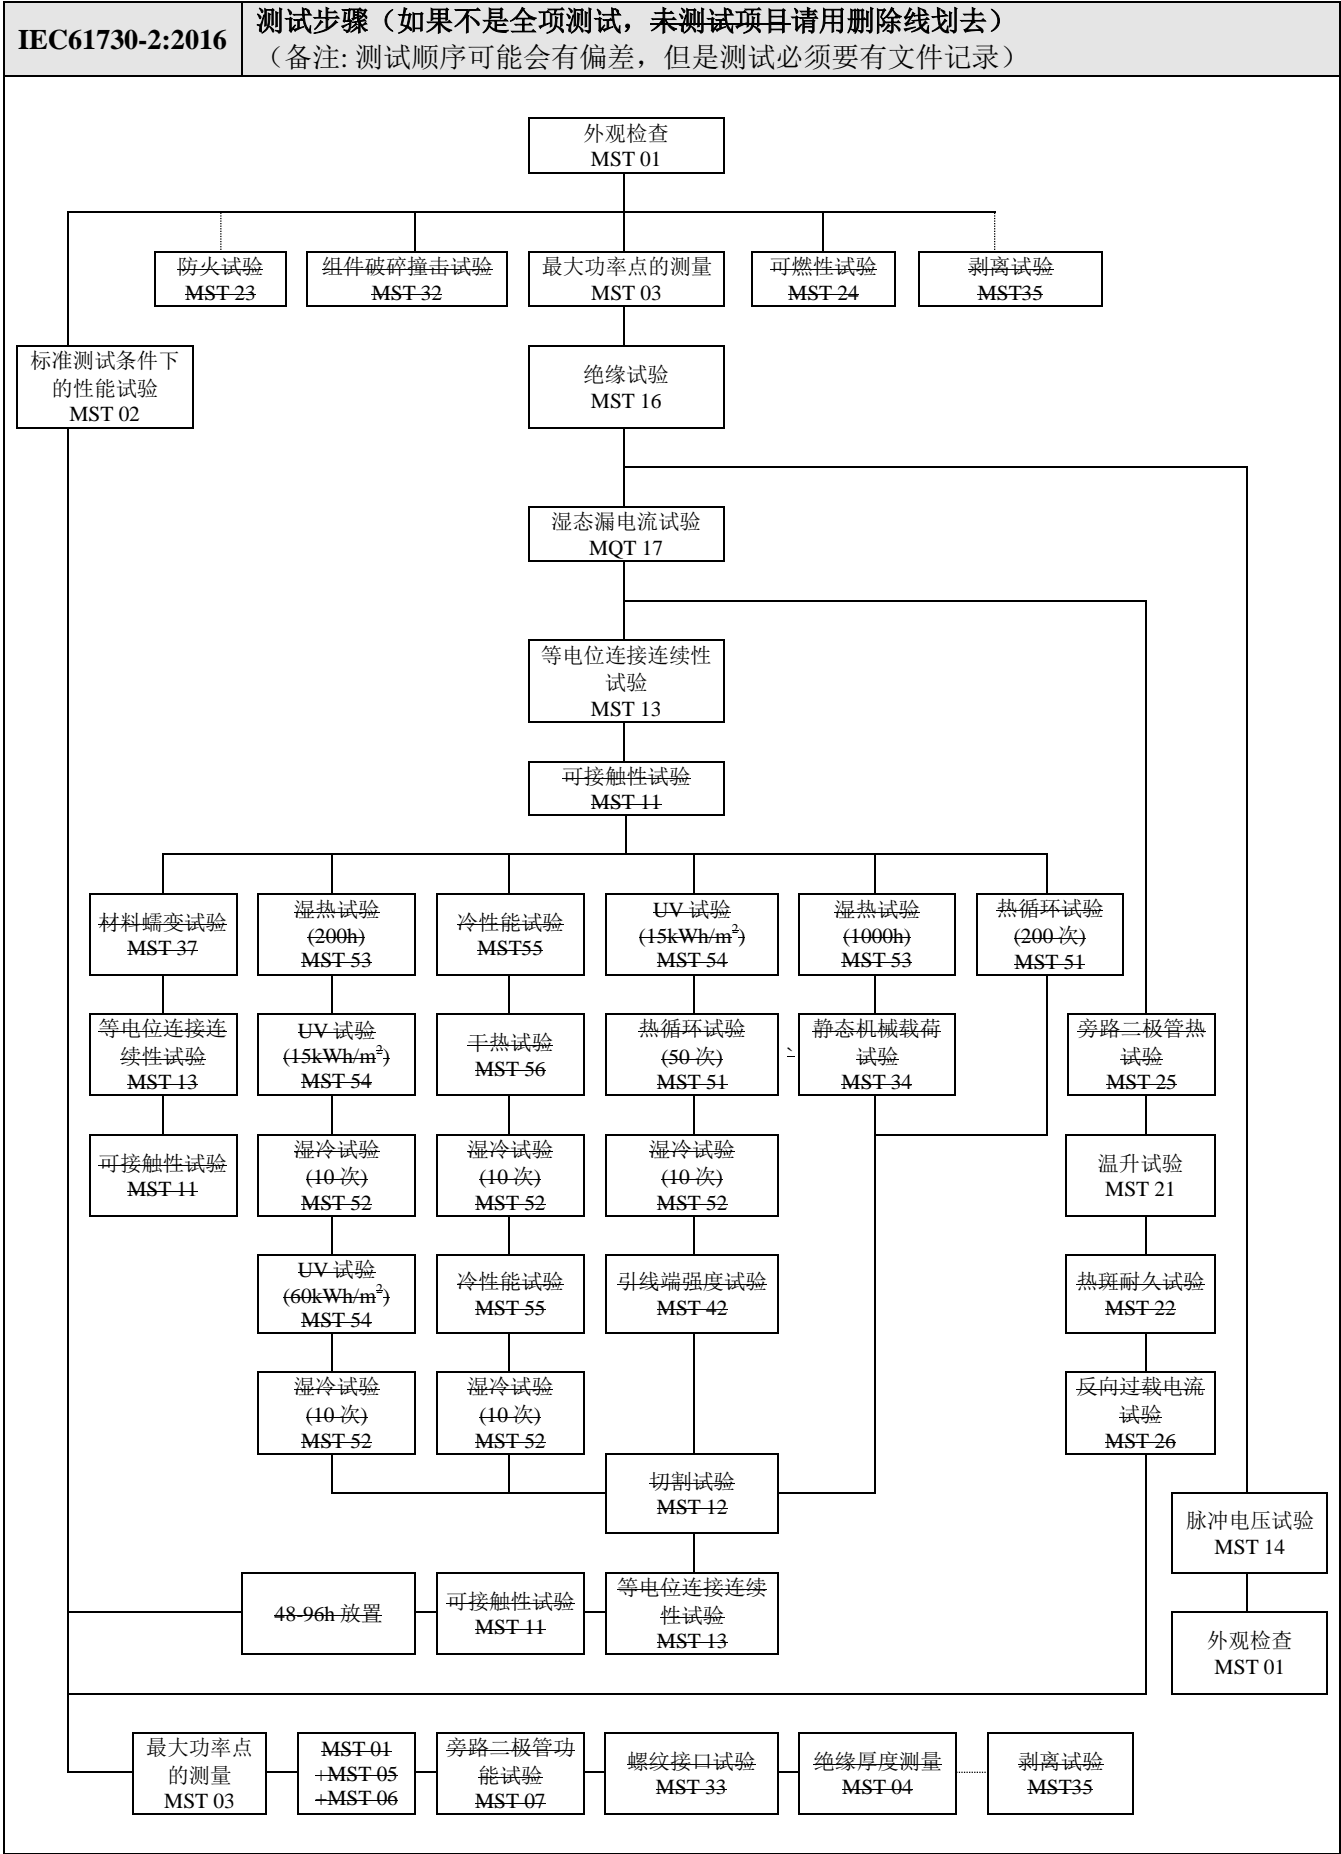 IEC61730-2:2016
测试步骤（如果不是全项测试，未测试项目请用删除线划去）
（备注: 测试顺序可能会有偏差，但是测试必须要有文件记录）
外观检查
MST 01
防火试验
MST 23
组件破碎撞击试验
MST 32
最大功率点的测量
MST 03
可燃性试验
MST 24
剥离试验
MST35
标准测试条件下
的性能试验
MST 02
绝缘试验
MST 16
湿态漏电流试验
MQT 17
等电位连接连续性
试验
MST 13
可接触性试验
MST 11
材料蠕变试验
MST 37
湿热试验
(200h)
MST 53
冷性能试验
MST55
UV 试验
(15kWh/m²)
MST 54
湿热试验
(1000h)
MST 53
热循环试验
(200 次)
MST 51
等电位连接连
续性试验
MST 13
UV 试验
(15kWh/m²)
MST 54
干热试验
MST 56
热循环试验
(50 次)
MST 51
、
静态机械载荷
试验
MST 34
旁路二极管热
试验
MST 25
可接触性试验
MST 11
湿冷试验
(10 次)
MST 52
湿冷试验
(10 次)
MST 52
湿冷试验
(10 次)
MST 52
温升试验
MST 21
UV 试验
(60kWh/m²)
MST 54
冷性能试验
MST 55
引线端强度试验
MST 42
热斑耐久试验
MST 22
湿冷试验
(10 次)
MST 52
湿冷试验
(10 次)
MST 52
反向过载电流
试验
MST 26
切割试验
MST 12
脉冲电压试验
MST 14
48-96h 放置
可接触性试验
MST 11
等电位连接连续
性试验
MST 13
外观检查
MST 01
最大功率点
的测量
MST 03
MST 01
+MST 05
+MST 06
旁路二极管功
能试验
MST 07
螺纹接口试验
MST 33
绝缘厚度测量
MST 04
剥离试验
MST35